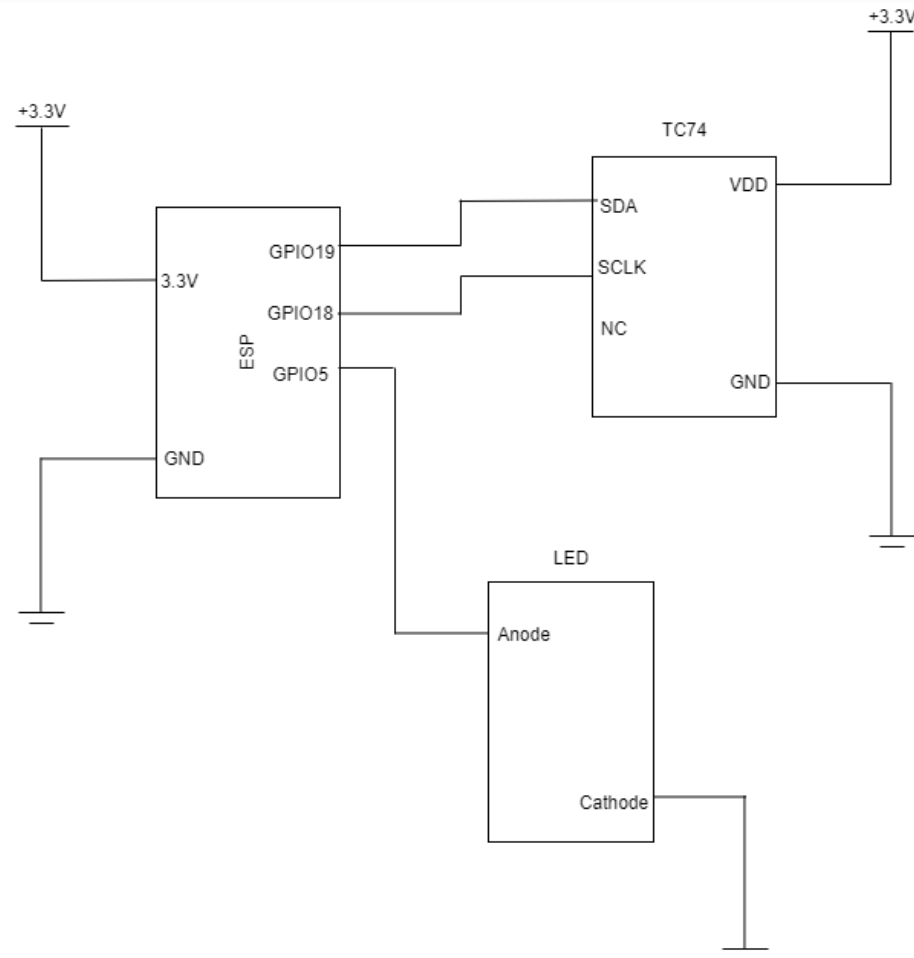 +3.3V
+3.3V
TC74
VDD
SDA
GPIO19
SCLK
3.3V
GPIO18
NC
ESP
GPIO5
GND
GND
LED
Anode
Cathode